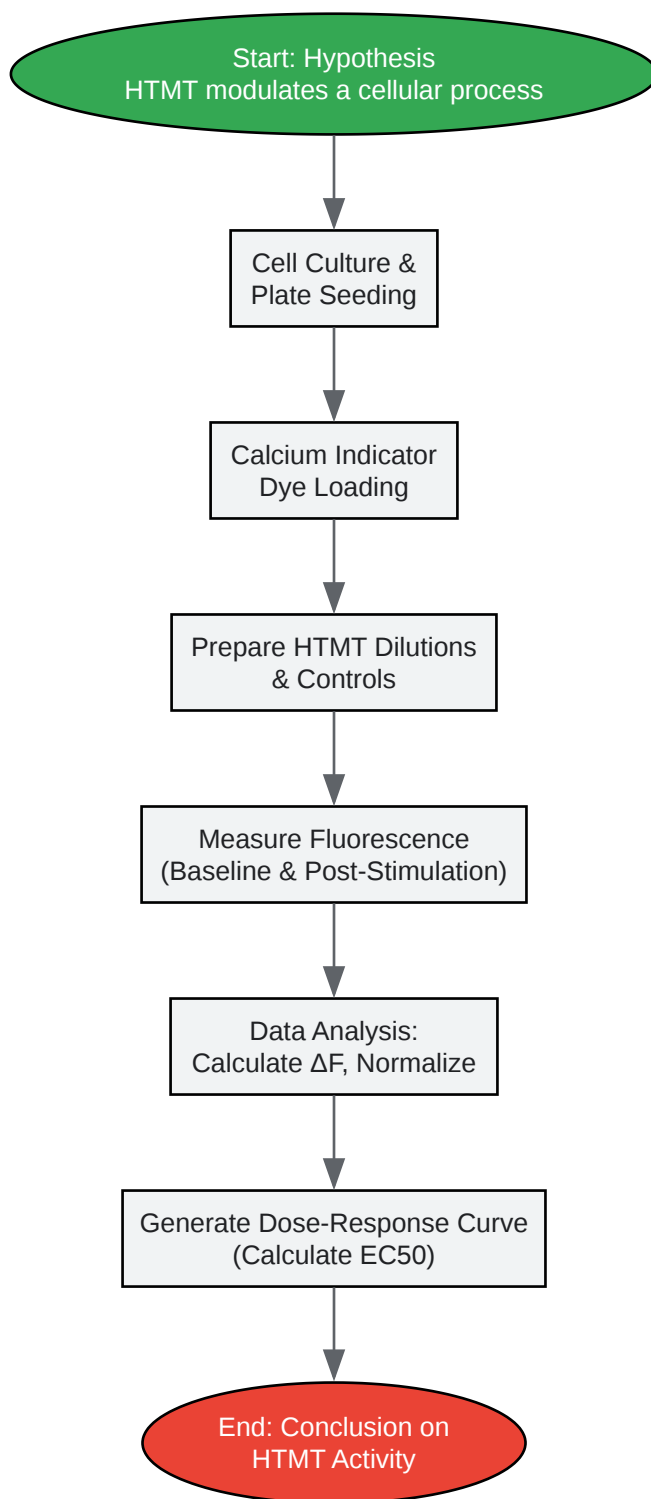 Start: Hypothesis
HTMT modulates a cellular process
Cell Culture &
Plate Seeding
Calcium Indicator
Dye Loading
Prepare HTMT Dilutions
& Controls
Measure Fluorescence
(Baseline & Post-Stimulation)
Data Analysis:
Calculate ΔF, Normalize
Generate Dose-Response Curve
(Calculate EC50)
End: Conclusion on
HTMT Activity